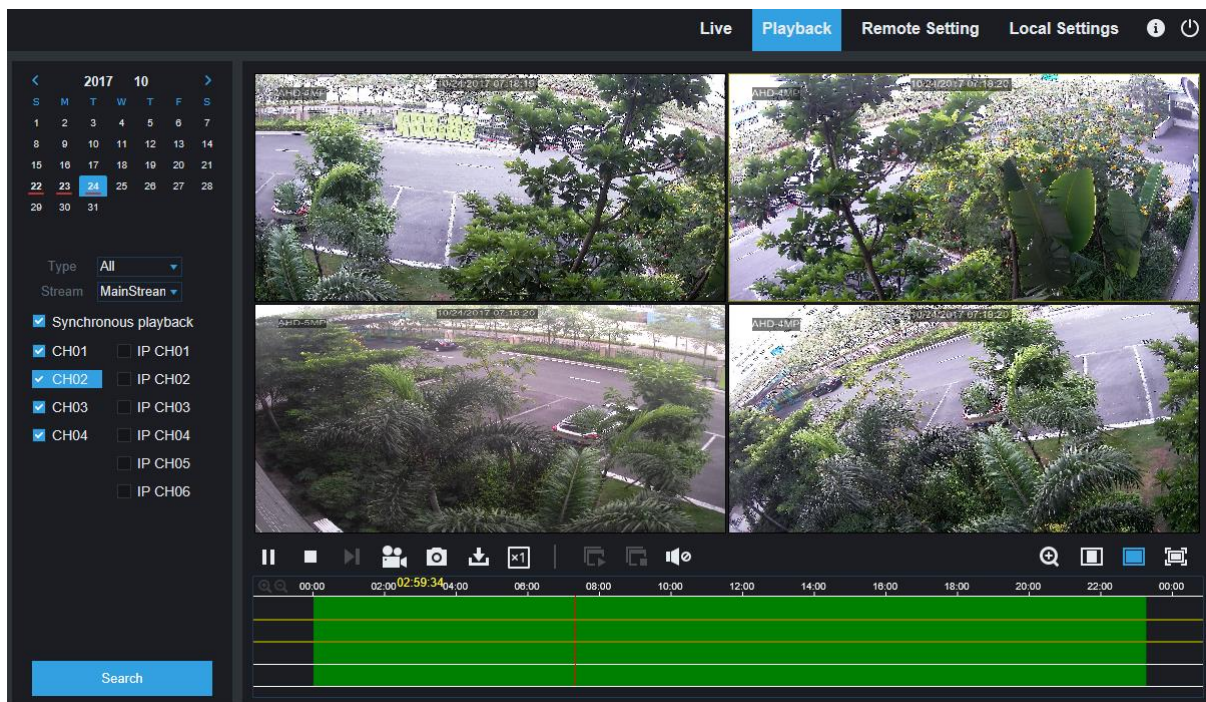 Live Playback Remote Setting Local Settings
2017 10
S M T W T F S
1 2 3 4 5 6 7
8 9 10 11 12 13 14
15 16 17 18 19 20 21
22 23 24 25 26 27 28
29 30 31
Type All
Stream MainStrean
Synchronous playback
CH01 IP CH01
CH02 IP CH02
CH03 IP CH03
CH04 IP CH04
IP CH05
IP CH06
Search
AHD-4MP 10/24/2017 07:18:19
AHD-4MP 10/24/2017 07:18:20
AHD-5MP 10/24/2017 07:18:20
AHD-4MP 10/24/2017 07:18:20
×1
00:00 02:00 02:59:34 04:00 06:00 08:00 10:00 12:00 14:00 16:00 18:00 20:00 22:00 00:00